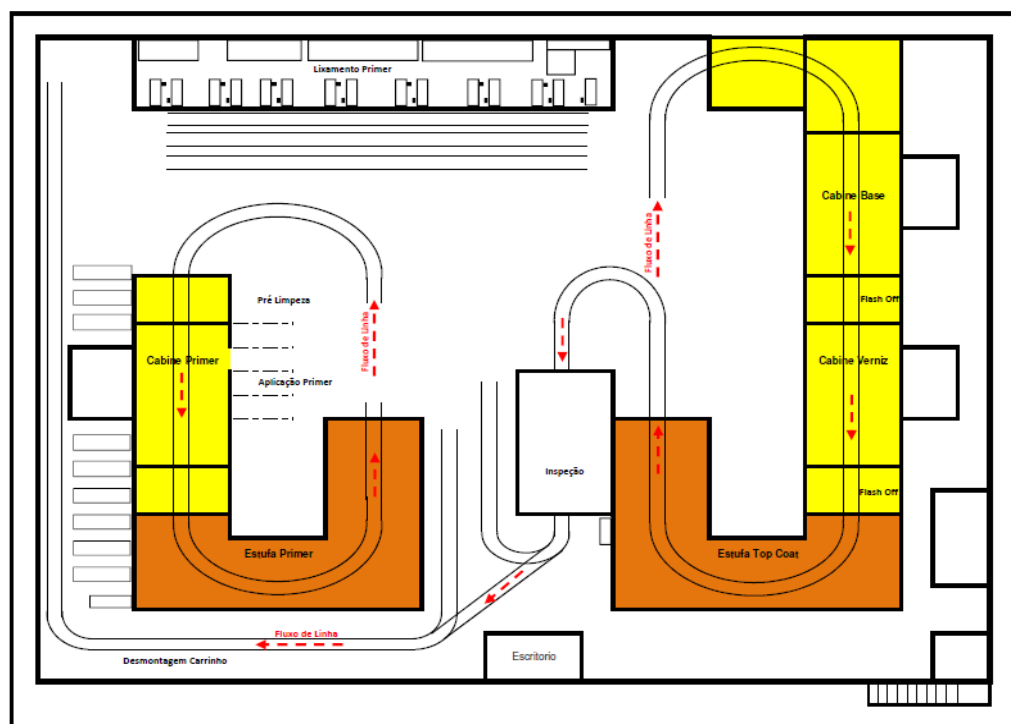 Lixamento Primer
Cabine Base
Fluxo de Linha
Flash Off
Pré Limpeza
Fluxo de Linha
Cabine Primer
Cabine Verniz
Aplicação Primer
Inspeção
Flash Off
Estufa Primer
Estufa Top Coat
Fluxo de Linha
Escritorio
Desmontagem Carrinho